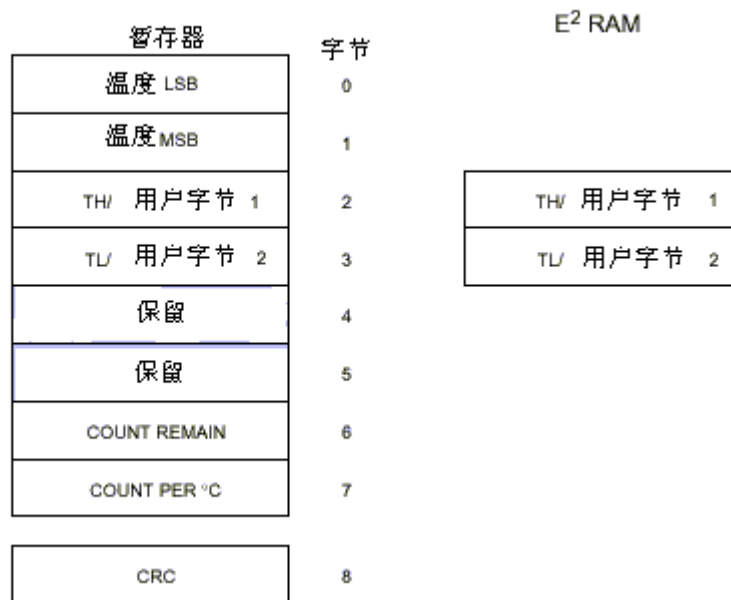 暂存器 字节 E² RAM
温度 LSB 0
温度 MSB 1
TH/ 用户字节 1 2 TH/ 用户字节 1
TL/ 用户字节 2 3 TL/ 用户字节 2
保留 4
保留 5
COUNT REMAIN 6
COUNT PER °C 7
CRC 8